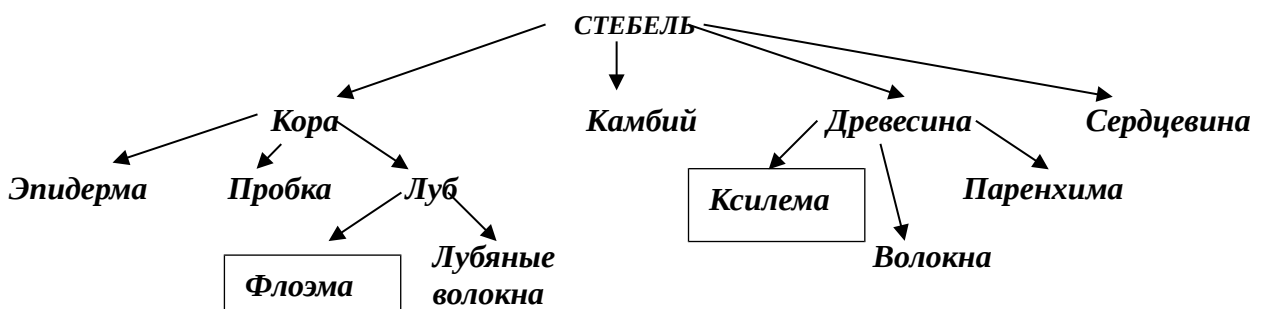 СТЕБЕЛЬ
Кора Камбий Древесина Сердцевина
Эпидерма Пробка Луб Ксилема Паренхима
Флоэма Лубяные волокна Волокна